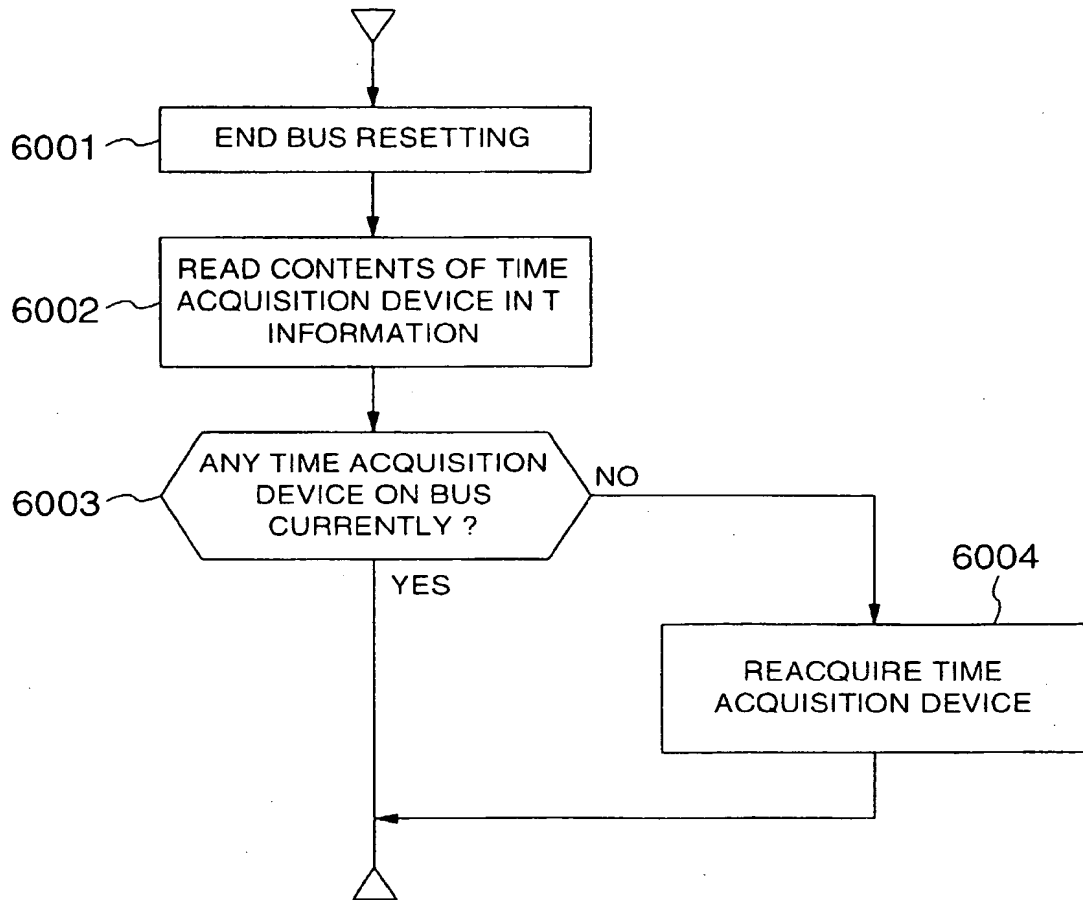 6001
END BUS RESETTING
6002
READ CONTENTS OF TIME
ACQUISITION DEVICE IN T
INFORMATION
6003
ANY TIME ACQUISITION
DEVICE ON BUS
CURRENTLY ?
NO
YES
6004
REACQUIRE TIME
ACQUISITION DEVICE